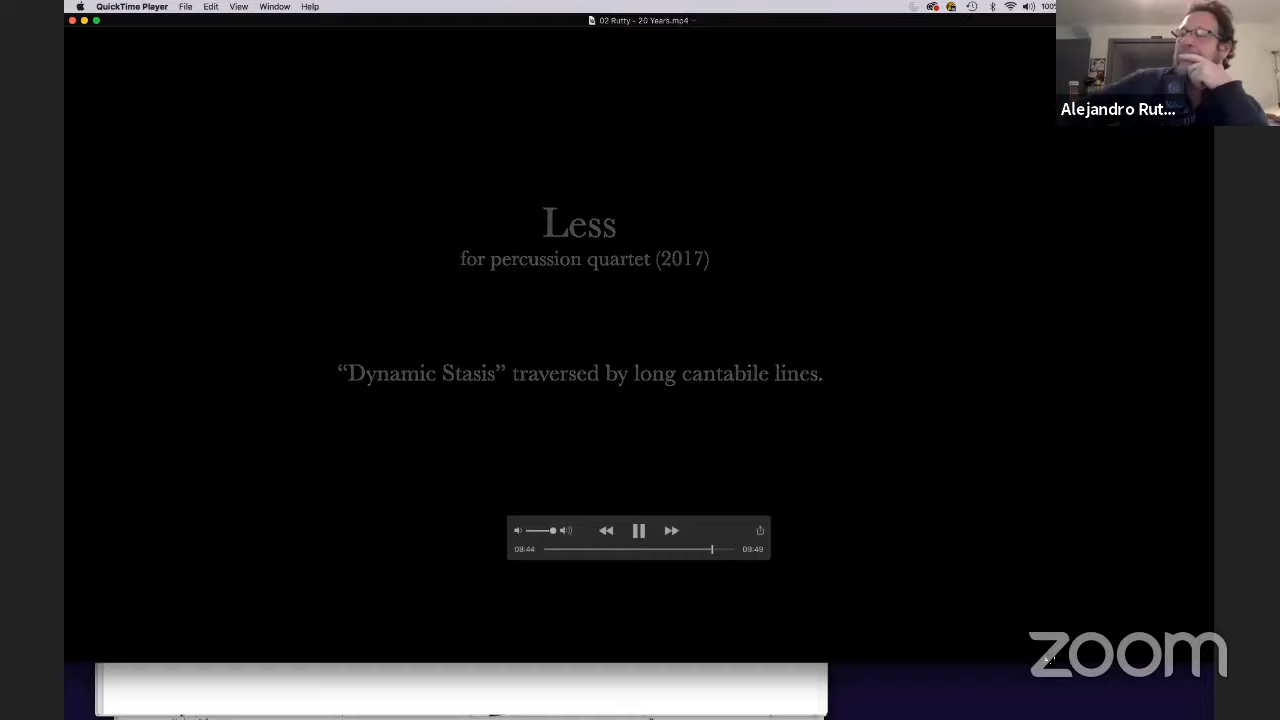 QuickTime Player File Edit View Window Help 100%
02 Rutty - 20 Years.mp4
Alejandro Rut...
Less
for percussion quartet (2017)
“Dynamic Stasis” traversed by long cantabile lines.
08:44 09:49
zoom